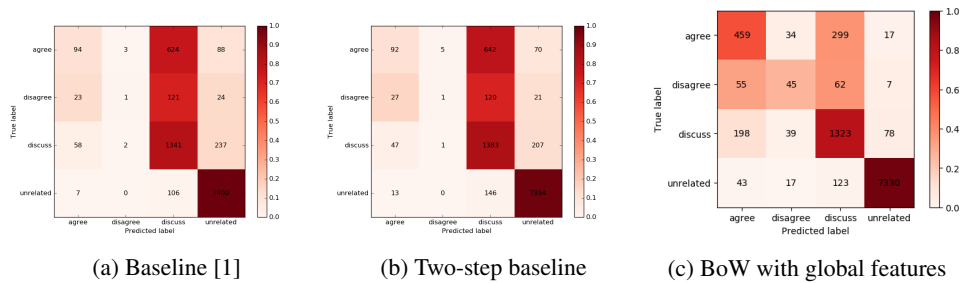 agree
disagree
discuss
unrelated
True label
94 3 624 88
23 1 121 24
58 2 1341 237
7 0 106 7400
agree disagree discuss unrelated
Predicted label
1.0
0.9
0.8
0.7
0.6
0.5
0.4
0.3
0.2
0.1
0.0
(a) Baseline [1]
agree
disagree
discuss
unrelated
True label
92 5 642 70
27 1 120 21
47 1 1383 207
13 0 146 7354
agree disagree discuss unrelated
Predicted label
1.0
0.9
0.8
0.7
0.6
0.5
0.4
0.3
0.2
0.1
0.0
(b) Two-step baseline
agree
disagree
discuss
unrelated
True label
459 34 299 17
55 45 62 7
198 39 1323 78
43 17 123 7330
agree disagree discuss unrelated
Predicted label
1.0
0.8
0.6
0.4
0.2
0.0
(c) BoW with global features